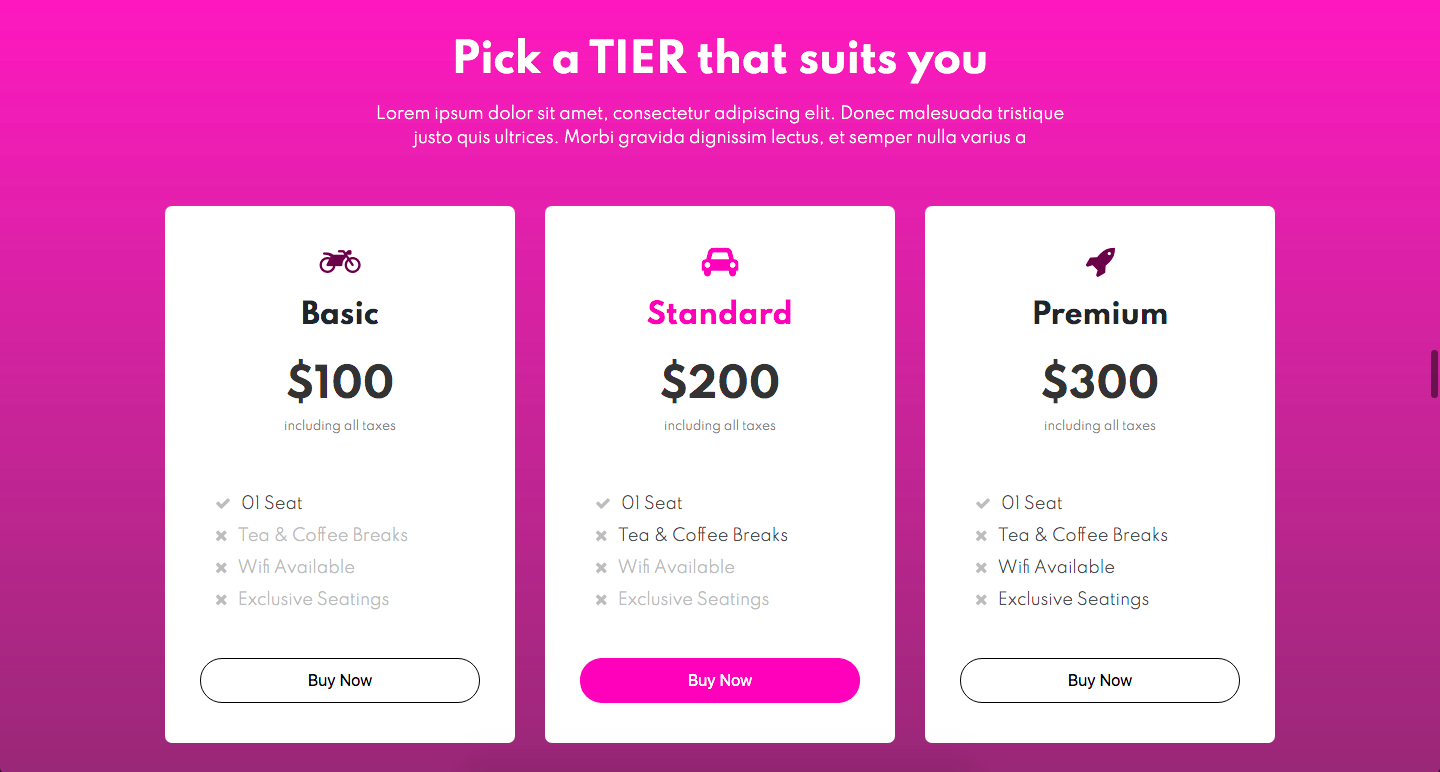 Pick a TIER that suits you
Lorem ipsum dolor sit amet, consectetur adipiscing elit. Donec malesuada tristique
justo quis ultrices. Morbi gravida dignissim lectus, et semper nulla varius a
Basic
$100
including all taxes
01 Seat
Tea & Coffee Breaks
Wifi Available
Exclusive Seatings
Buy Now
Standard
$200
including all taxes
01 Seat
Tea & Coffee Breaks
Wifi Available
Exclusive Seatings
Buy Now
Premium
$300
including all taxes
01 Seat
Tea & Coffee Breaks
Wifi Available
Exclusive Seatings
Buy Now